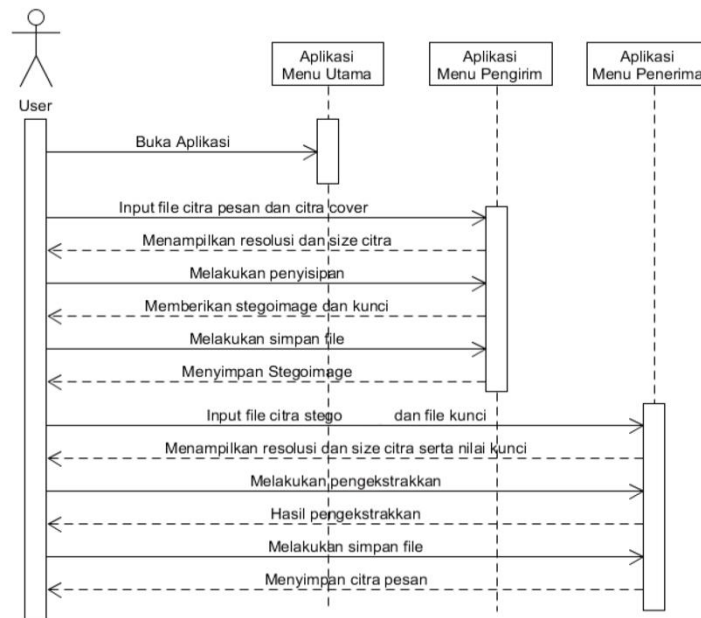 Aplikasi
Menu Utama
Aplikasi
Menu Pengirim
Aplikasi
Menu Penerima
User
Buka Aplikasi
Input file citra pesan dan citra cover
Menampilkan resolusi dan size citra
Melakukan penyisipan
Memberikan stegoimage dan kunci
Melakukan simpan file
Menyimpan Stegoimage
Input file citra stego dan file kunci
Menampilkan resolusi dan size citra serta nilai kunci
Melakukan pengekstrakkan
Hasil pengekstrakkan
Melakukan simpan file
Menyimpan citra pesan